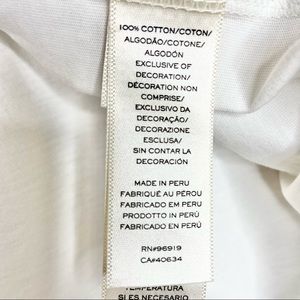 100% COTTON/COTON/
ALGODÃO/COTONE/
ALGODÓN
EXCLUSIVE OF
DECORATION/
DÉCORATION NON
COMPRISE/
EXCLUSIVO DA
DECORAÇÃO/
DECORAZIONE
ESCLUSA/
SIN CONTAR LA
DECORACIÓN
MADE IN PERU
FABRIQUÉ AU PÉROU
FABRICADO EM PERU
PRODOTTO IN PERÙ
FABRICADO EN PERÚ
RN#96919
CA#40634
TEMPERATURA
SI ES NECESARIO